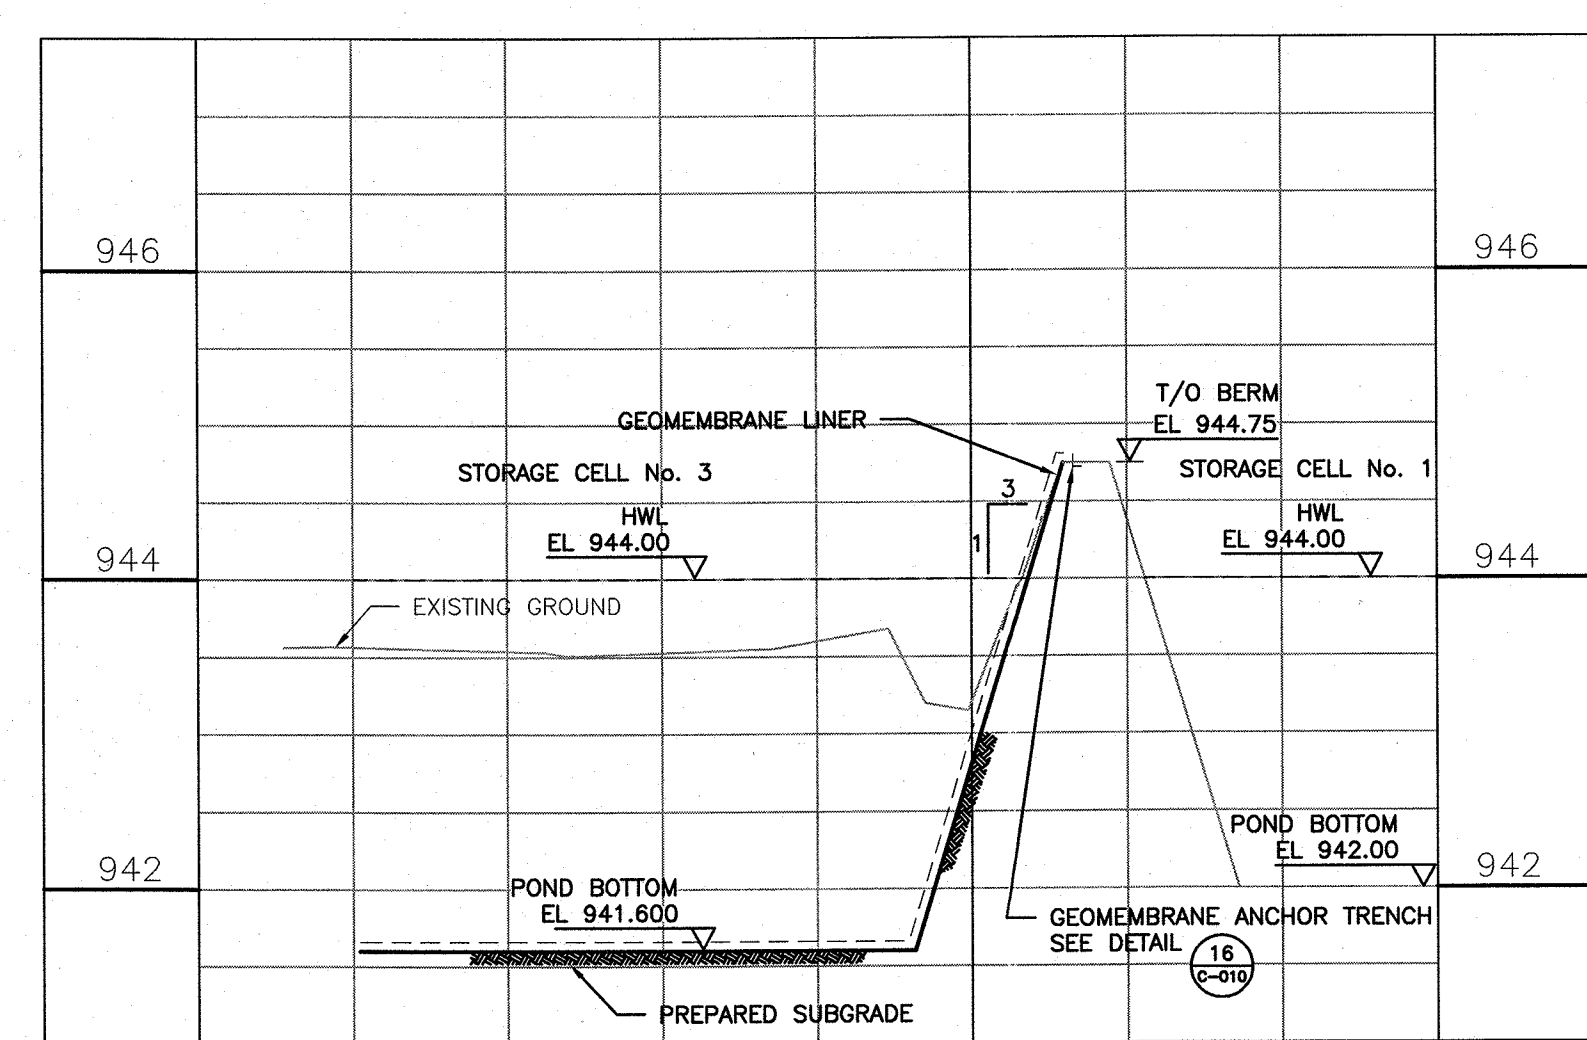 946
946
T/O BERM
EL 944.75
GEOMEMBRANE LINER
STORAGE CELL No. 3
STORAGE CELL No. 1
3
1
HWL
EL 944.00
HWL
EL 944.00
944
944
EXISTING GROUND
POND BOTTOM
EL 942.00
942
942
POND BOTTOM
EL 941.600
GEOMEMBRANE ANCHOR TRENCH
SEE DETAIL
16
C-010
PREPARED SUBGRADE